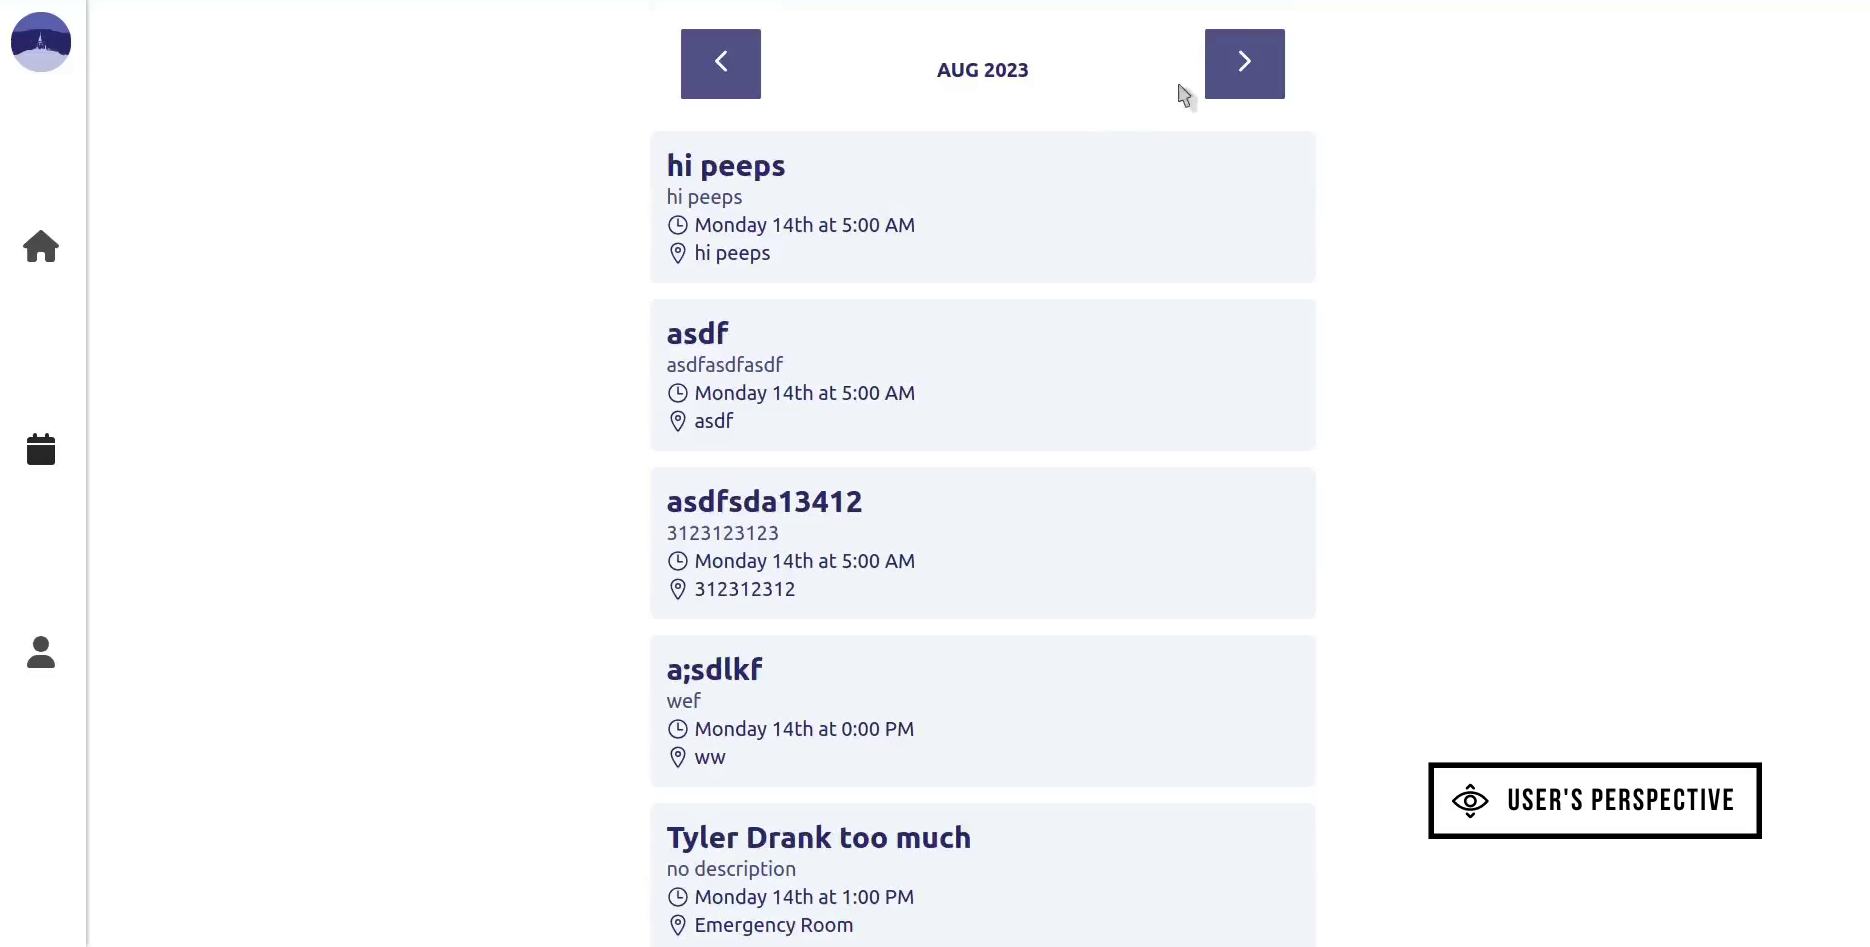 AUG 2023
hi peeps
hi peeps
Monday 14th at 5:00 AM
hi peeps
asdf
asdfasdfasdf
Monday 14th at 5:00 AM
asdf
asdfsda13412
3123123123
Monday 14th at 5:00 AM
312312312
a;sdlkf
wef
Monday 14th at 0:00 PM
ww
Tyler Drank too much
no description
Monday 14th at 1:00 PM
Emergency Room
USER'S PERSPECTIVE